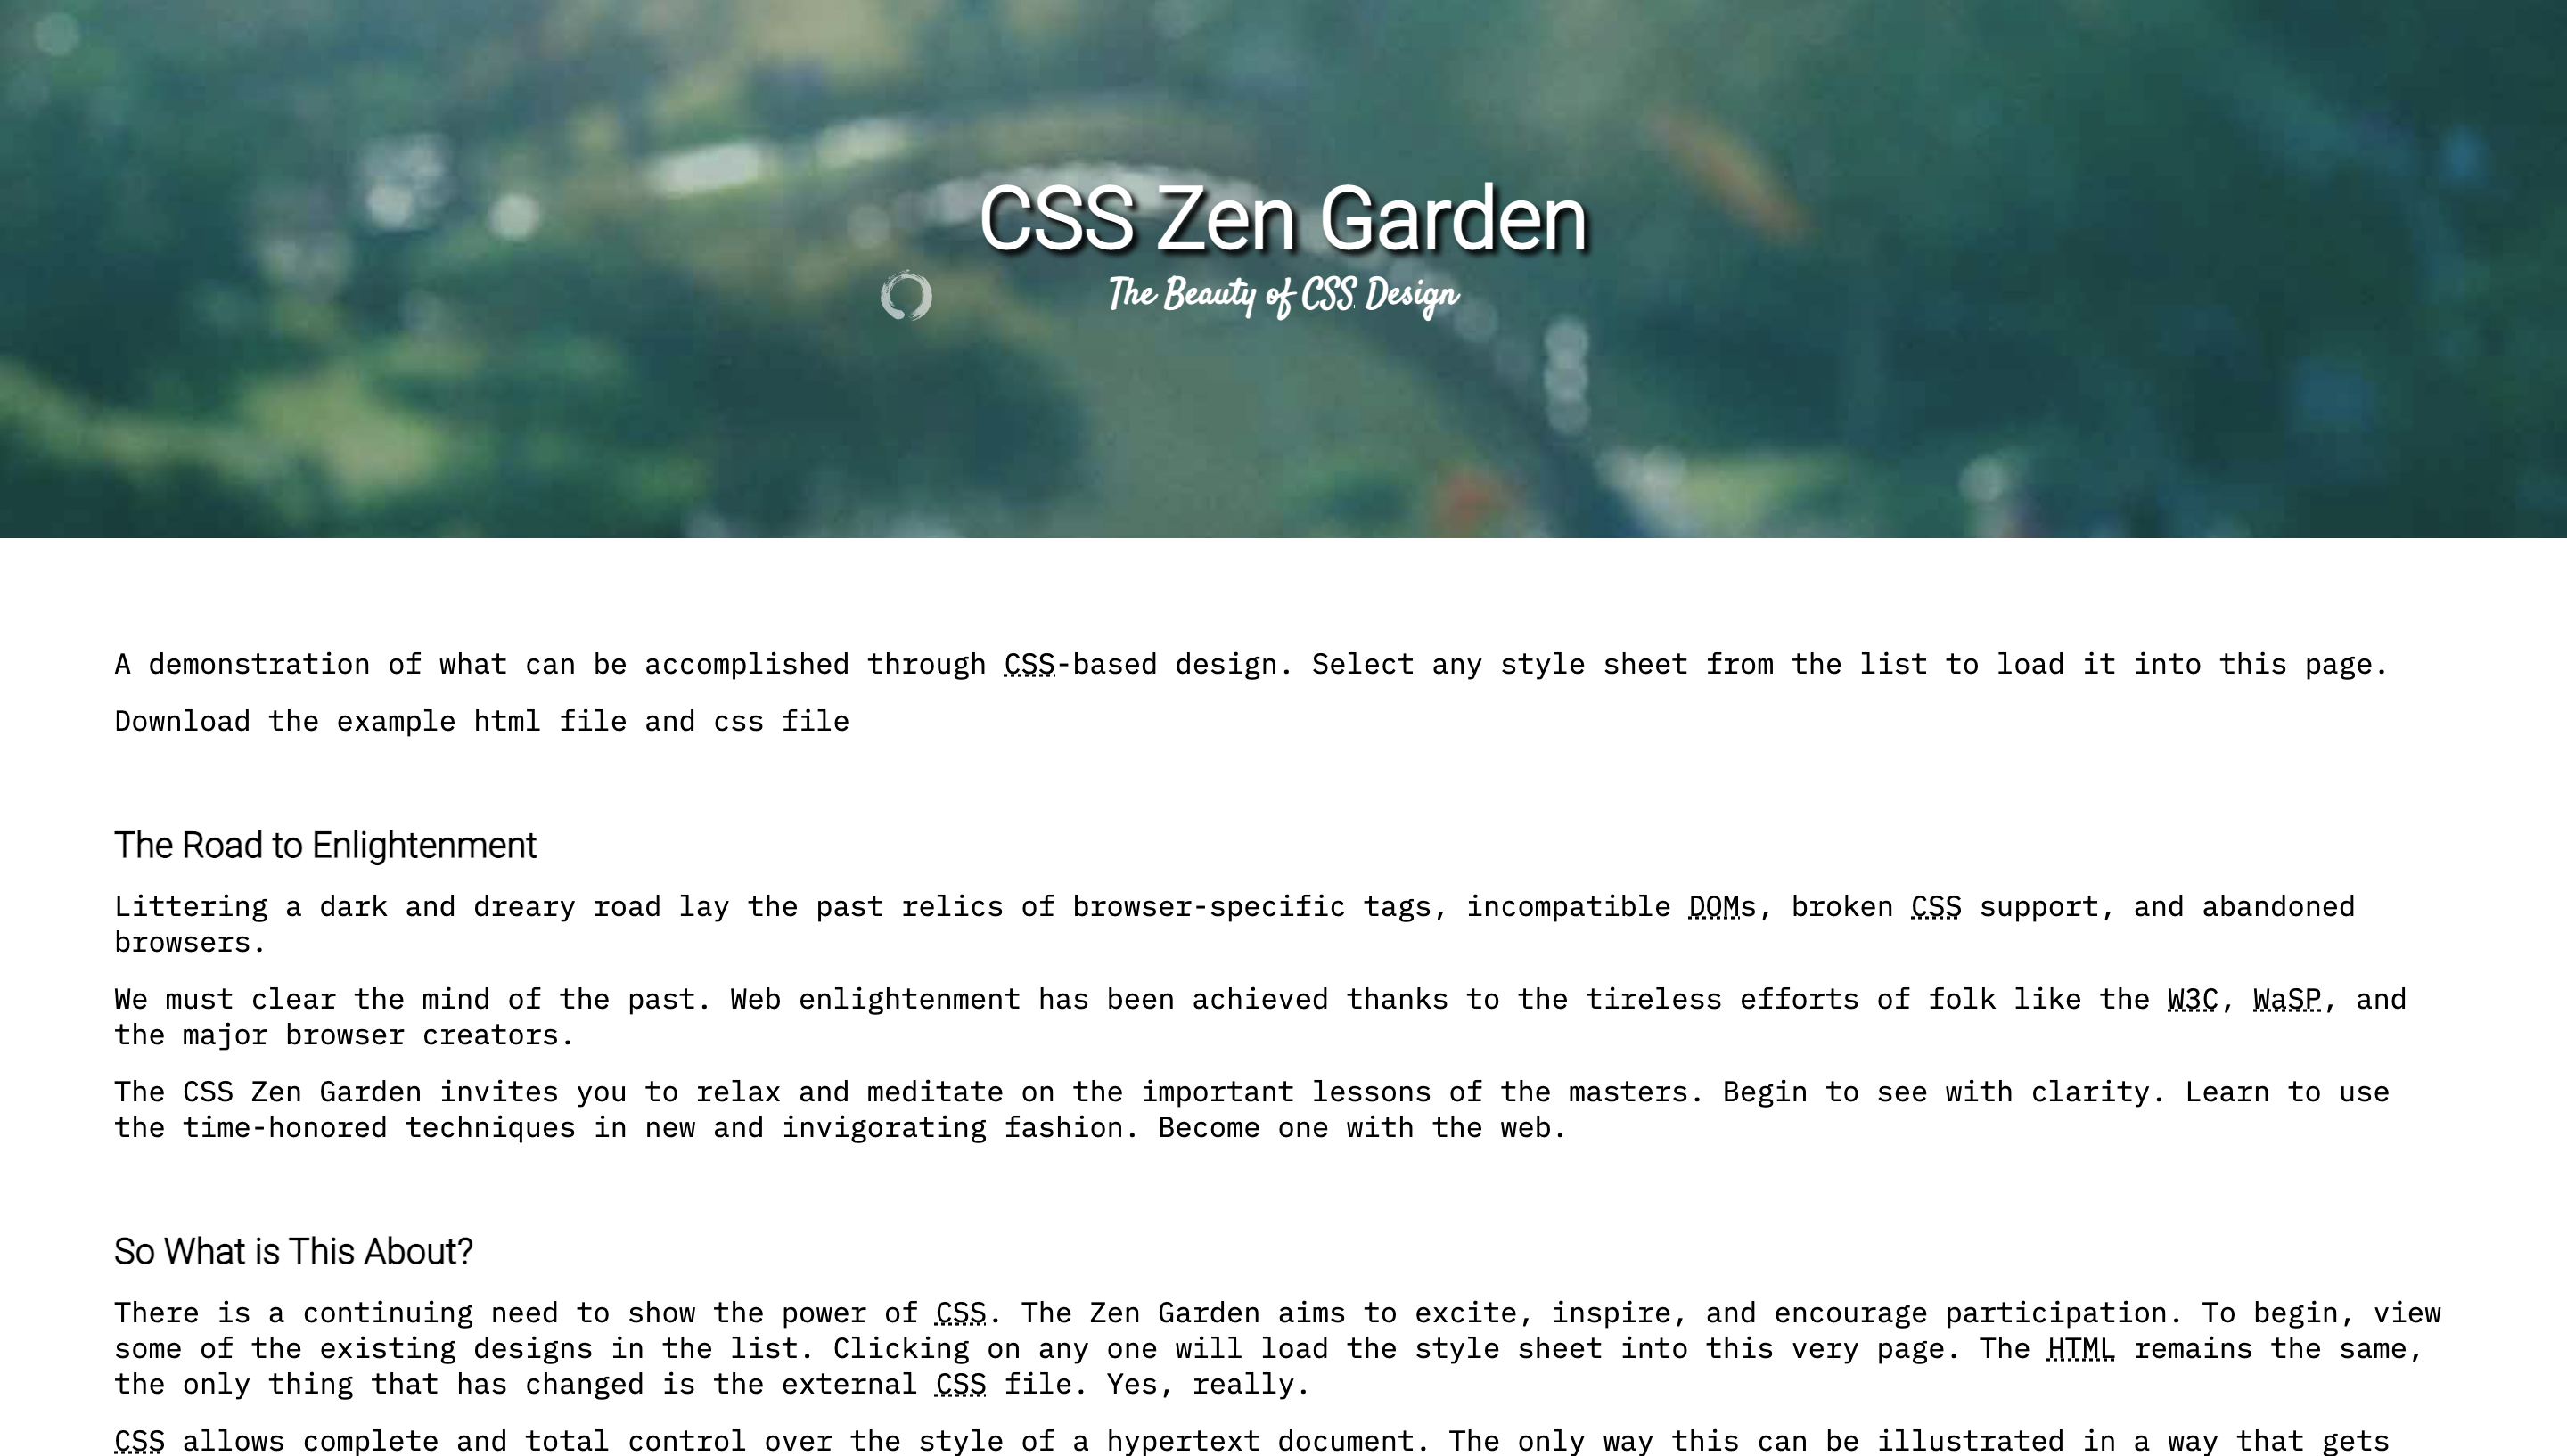 CSS Zen Garden
The Beauty of CSS Design
A demonstration of what can be accomplished through CSS-based design. Select any style sheet from the list to load it into this page.
Download the example html file and css file
The Road to Enlightenment
Littering a dark and dreary road lay the past relics of browser-specific tags, incompatible DOMs, broken CSS support, and abandoned
browsers.
We must clear the mind of the past. Web enlightenment has been achieved thanks to the tireless efforts of folk like the W3C, WaSP, and
the major browser creators.
The CSS Zen Garden invites you to relax and meditate on the important lessons of the masters. Begin to see with clarity. Learn to use
the time-honored techniques in new and invigorating fashion. Become one with the web.
So What is This About?
There is a continuing need to show the power of CSS. The Zen Garden aims to excite, inspire, and encourage participation. To begin, view
some of the existing designs in the list. Clicking on any one will load the style sheet into this very page. The HTML remains the same,
the only thing that has changed is the external CSS file. Yes, really.
CSS allows complete and total control over the style of a hypertext document. The only way this can be illustrated in a way that gets